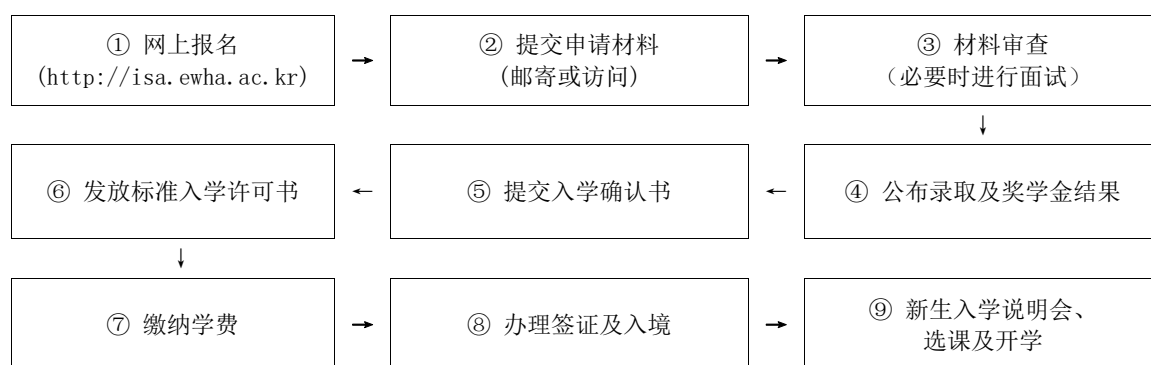 ① 网上报名
(http://isa.ewha.ac.kr)
→
② 提交申请材料
(邮寄或访问)
→
③ 材料审查
（必要时进行面试）
↓
④ 公布录取及奖学金结果
←
⑤ 提交入学确认书
←
⑥ 发放标准入学许可书
↓
⑦ 缴纳学费
→
⑧ 办理签证及入境
→
⑨ 新生入学说明会、
选课及开学